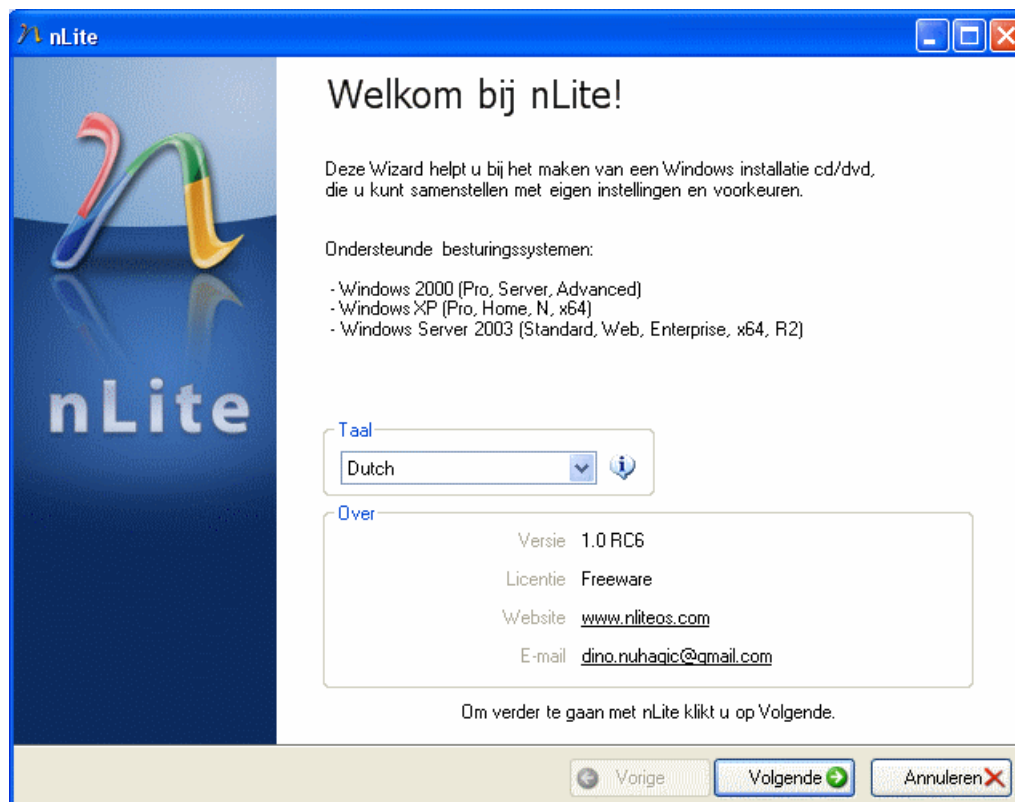 nLite
Welkom bij nLite!
Deze Wizard helpt u bij het maken van een Windows installatie cd/dvd,
die u kunt samenstellen met eigen instellingen en voorkeuren.
Ondersteunde besturingssystemen:
- Windows 2000 (Pro, Server, Advanced)
- Windows XP (Pro, Home, N, x64)
- Windows Server 2003 (Standard, Web, Enterprise, x64, R2)
nLite
Taal
Dutch
Over
Versie 1.0 RC6
Licentie Freeware
Website www.nliteos.com
E-mail dino.nuhagic@gmail.com
Om verder te gaan met nLite klikt u op Volgende.
Vorige
Volgende
Annuleren